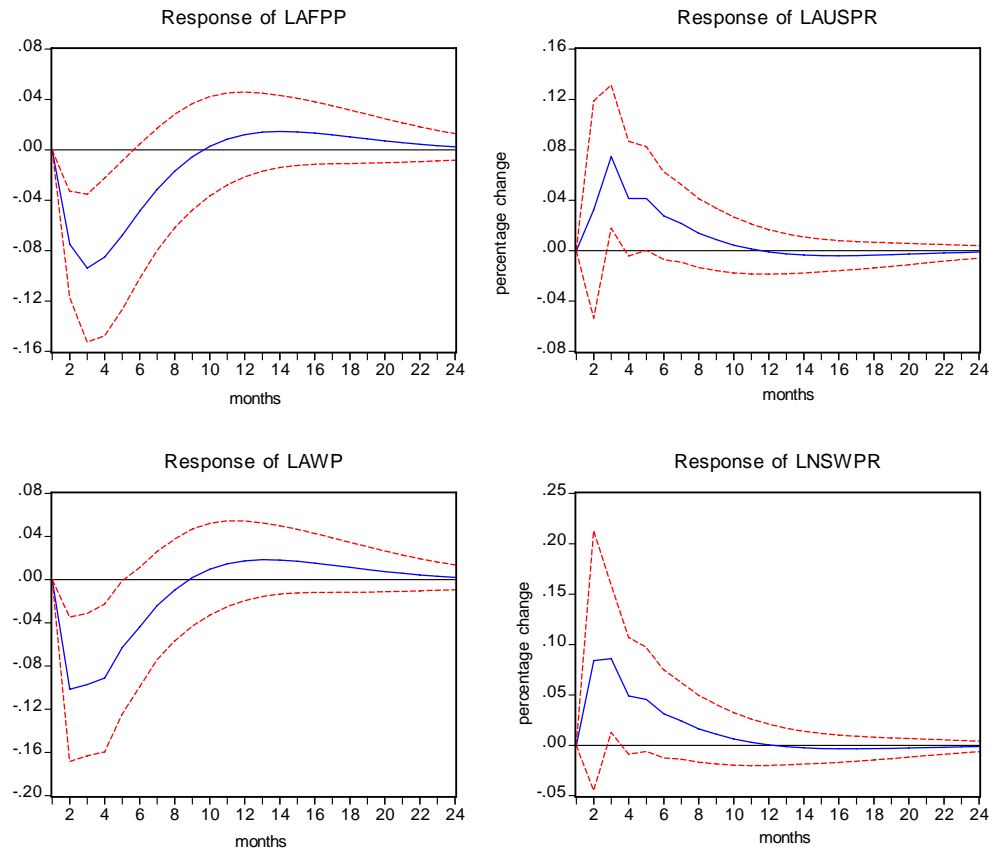 Response of LAFPP
.08
.04
.00
-.04
-.08
-.12
-.16
2 4 6 8 10 12 14 16 18 20 22 24
months
Response of LAUSPR
percentage change
.16
.12
.08
.04
.00
-.04
-.08
2 4 6 8 10 12 14 16 18 20 22 24
months
Response of LAWP
.08
.04
.00
-.04
-.08
-.12
-.16
-.20
2 4 6 8 10 12 14 16 18 20 22 24
months
Response of LNSWPR
percentage change
.25
.20
.15
.10
.05
.00
-.05
2 4 6 8 10 12 14 16 18 20 22 24
months